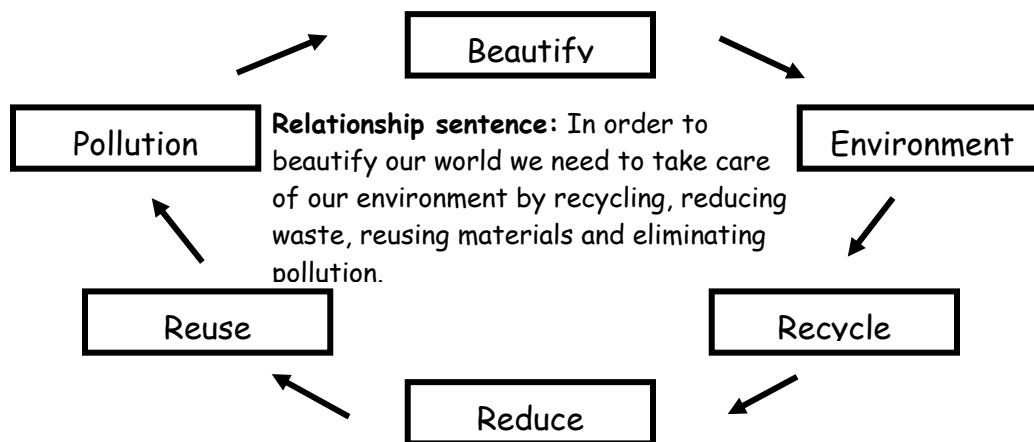 Beautify
Pollution
Environment
Relationship sentence: In order to
beautify our world we need to take care
of our environment by recycling, reducing
waste, reusing materials and eliminating
pollution.
Reuse
Recycle
Reduce